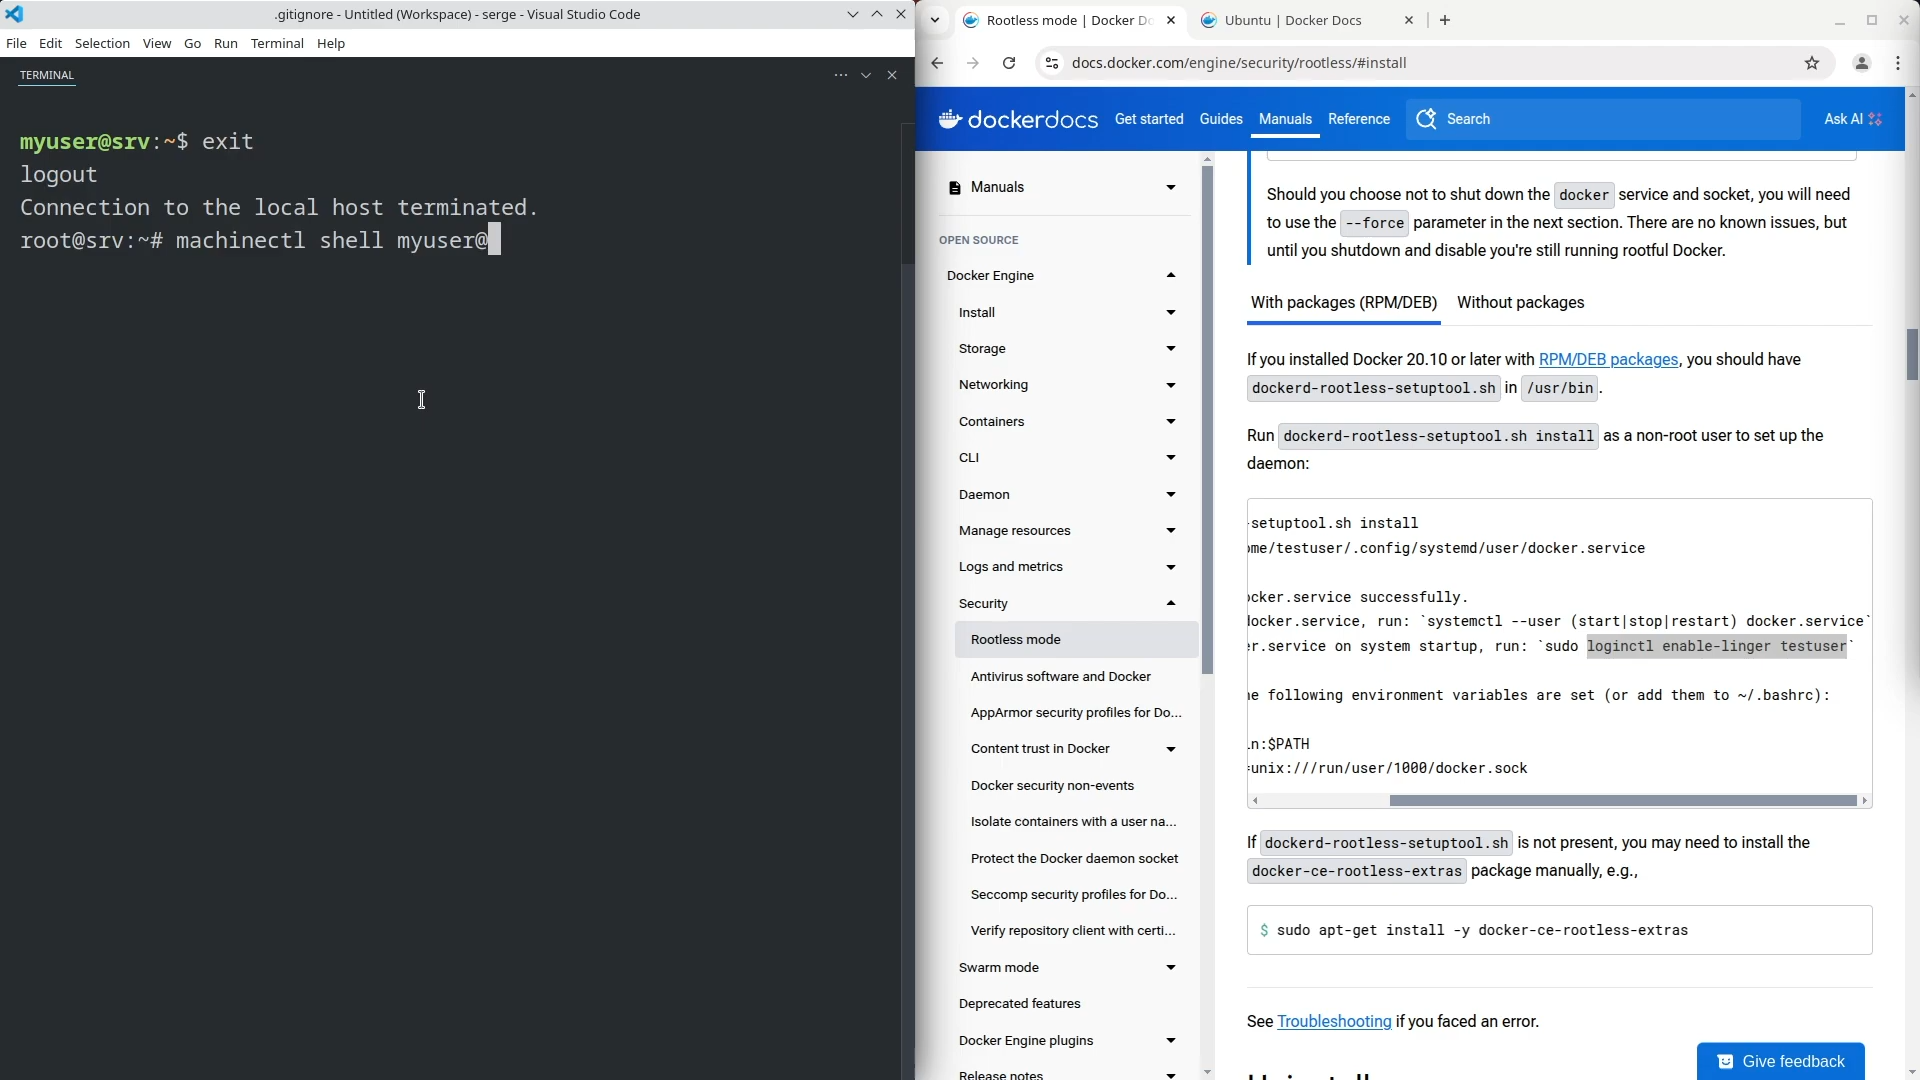 .gitignore - Untitled (Workspace) - serge - Visual Studio Code
File Edit Selection View Go Run Terminal Help
TERMINAL
myuser@srv:~$ exit
logout
Connection to the local host terminated.
root@srv:~# machinectl shell myuser@
Rootless mode | Docker Do
Ubuntu | Docker Docs
docs.docker.com/engine/security/rootless/#install
dockerdocs Get started Guides Manuals Reference Search Ask AI
Manuals
OPEN SOURCE
Docker Engine
Install
Storage
Networking
Containers
CLI
Daemon
Manage resources
Logs and metrics
Security
Rootless mode
Antivirus software and Docker
AppArmor security profiles for Do...
Content trust in Docker
Docker security non-events
Isolate containers with a user na...
Protect the Docker daemon socket
Seccomp security profiles for Do...
Verify repository client with certi...
Swarm mode
Deprecated features
Docker Engine plugins
Release notes
Should you choose not to shut down the docker service and socket, you will need
to use the --force parameter in the next section. There are no known issues, but
until you shutdown and disable you're still running rootful Docker.
With packages (RPM/DEB) Without packages
If you installed Docker 20.10 or later with RPM/DEB packages, you should have
dockerd-rootless-setuptool.sh in /usr/bin.
Run dockerd-rootless-setuptool.sh install as a non-root user to set up the
daemon:
-setuptool.sh install
ome/testuser/.config/systemd/user/docker.service
ocker.service successfully.
docker.service, run: `systemctl --user (start|stop|restart) docker.service`
er.service on system startup, run: `sudo loginctl enable-linger testuser`
he following environment variables are set (or add them to ~/.bashrc):
in:$PATH
=unix:///run/user/1000/docker.sock
If dockerd-rootless-setuptool.sh is not present, you may need to install the
docker-ce-rootless-extras package manually, e.g.,
$ sudo apt-get install -y docker-ce-rootless-extras
See Troubleshooting if you faced an error.
Give feedback